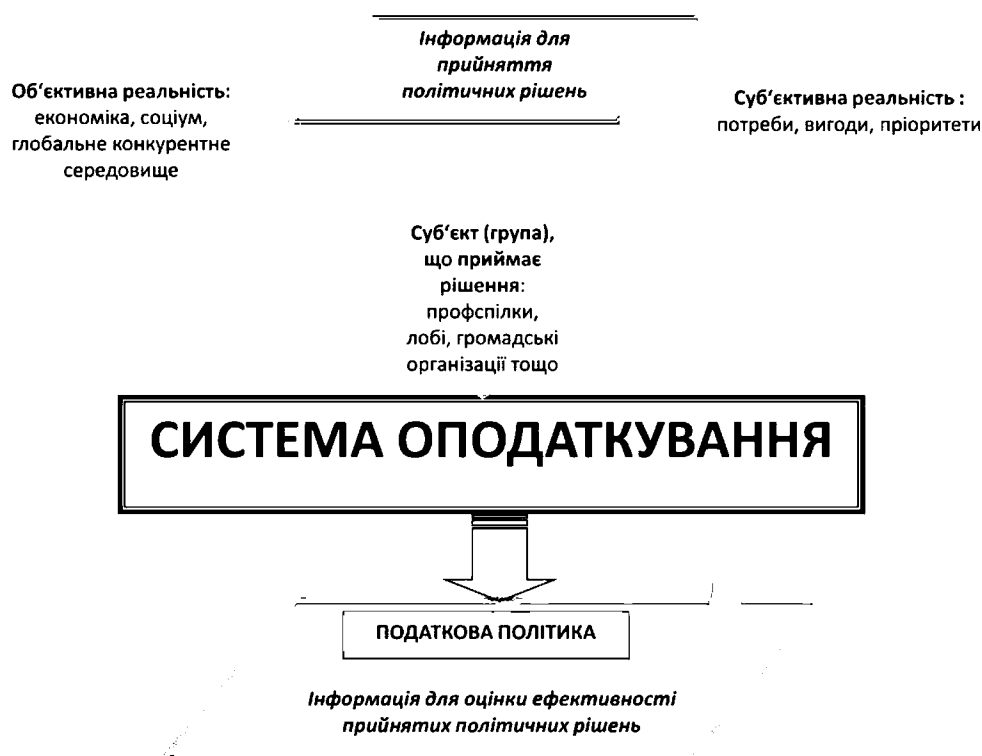 Інформація для
прийняття
політичних рішень
Об‘єктивна реальність:
економіка, соціум,
глобальне конкурентне
середовище
Суб‘єктивна реальність :
потреби, вигоди, пріоритети
Суб‘єкт (група),
що приймає
рішення:
профспілки,
лобі, громадські
організації тощо
СИСТЕМА ОПОДАТКУВАННЯ
ПОДАТКОВА ПОЛІТИКА
Інформація для оцінки ефективності
прийнятих політичних рішень